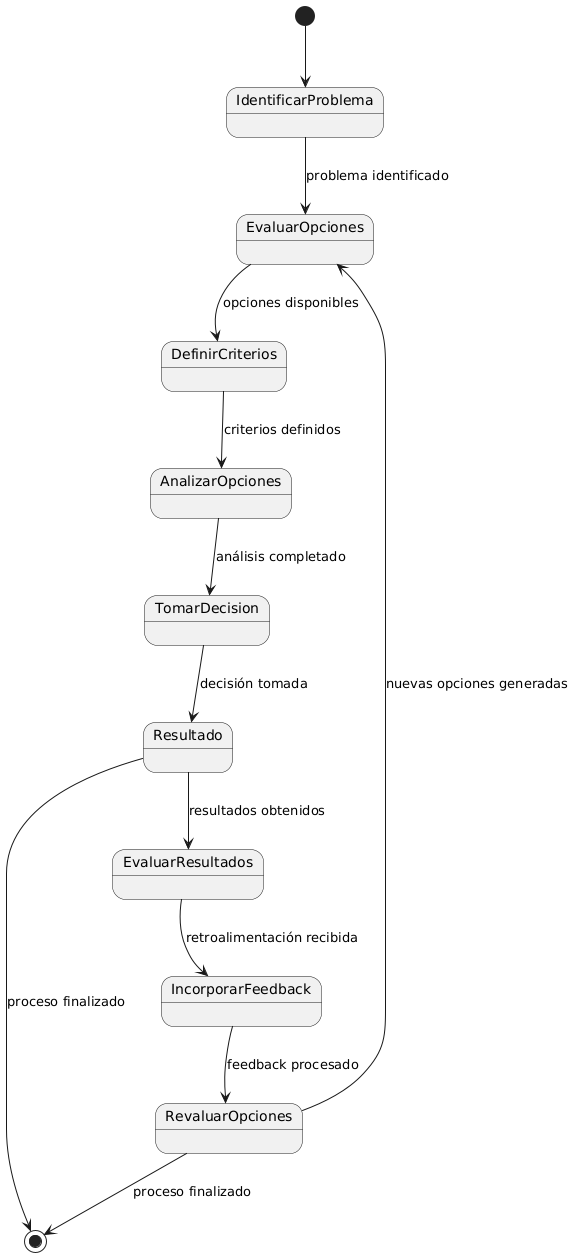 IdentificarProblema
problema identificado
EvaluarOpciones
opciones disponibles
DefinirCriterios
criterios definidos
AnalizarOpciones
análisis completado
TomarDecision
decisión tomada
nuevas opciones generadas
Resultado
resultados obtenidos
EvaluarResultados
retroalimentación recibida
IncorporarFeedback
proceso finalizado
feedback procesado
RevaluarOpciones
proceso finalizado